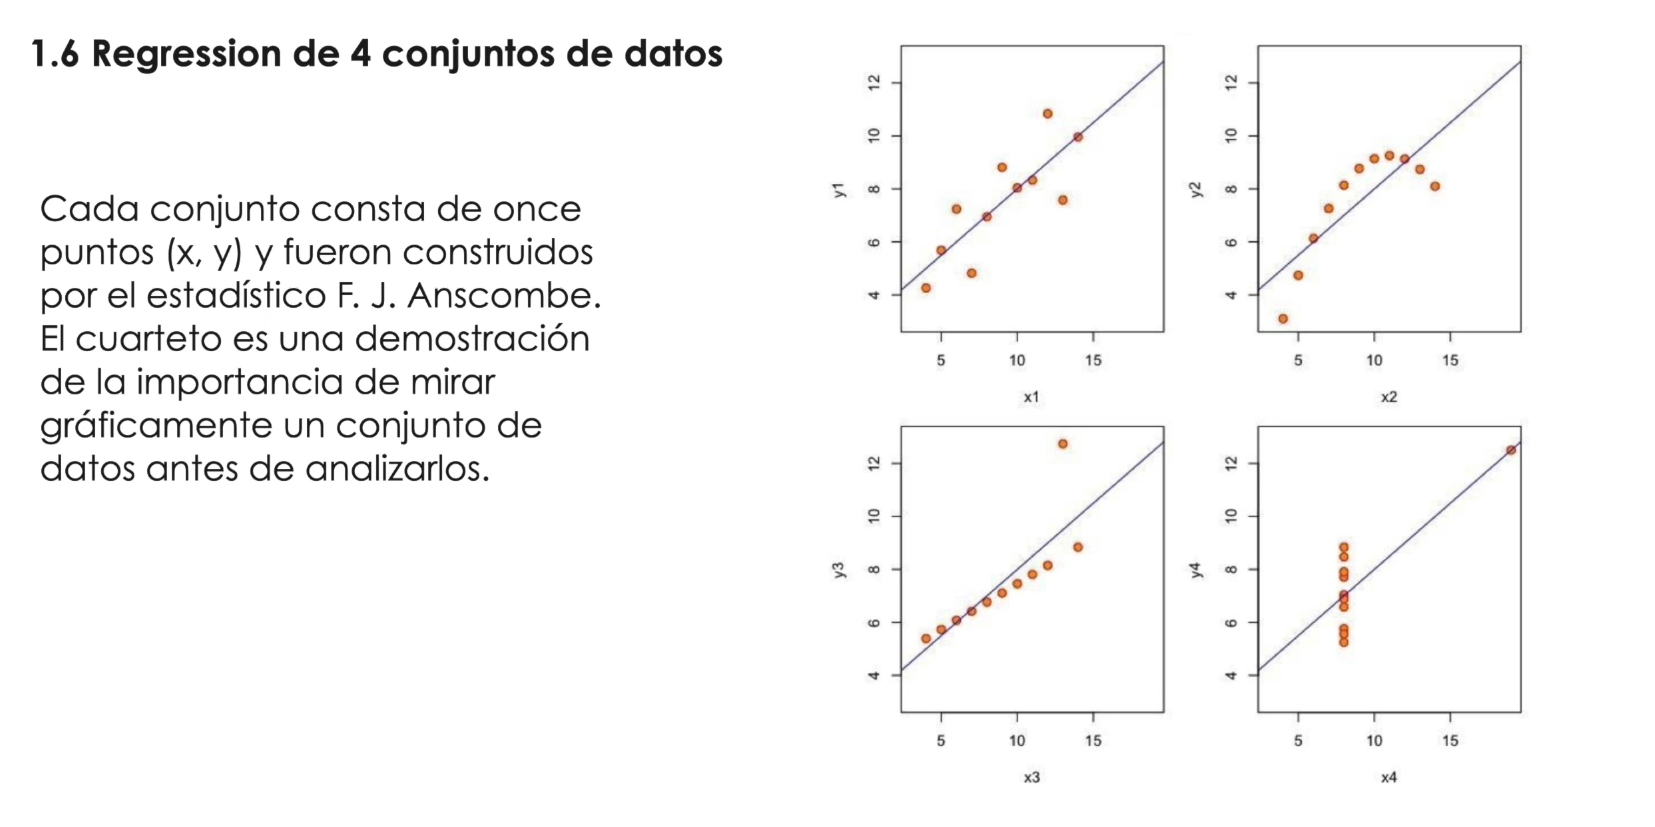 1.6 Regression de 4 conjuntos de datos
Cada conjunto consta de once
puntos (x, y) y fueron construidos
por el estadístico F. J. Anscombe.
El cuarteto es una demostración
de la importancia de mirar
gráficamente un conjunto de
datos antes de analizarlos.
y1
12
10
8
6
4
5 10 15
x1
y2
12
10
8
6
4
5 10 15
x2
y3
12
10
8
6
4
5 10 15
x3
y4
12
10
8
6
4
5 10 15
x4